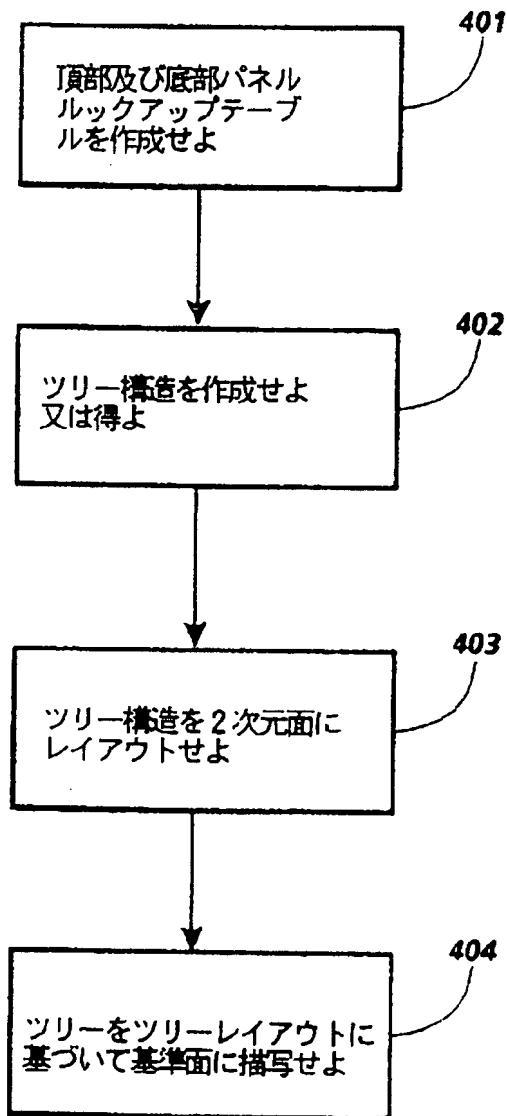 401
頂部及び底部パネル
ルックアップテーブ
ルを作成せよ
402
ツリー構造を作成せよ
又は得よ
403
ツリー構造を2次元面に
レイアウトせよ
404
ツリーをツリーレイアウトに
基づいて基準面に描写せよ